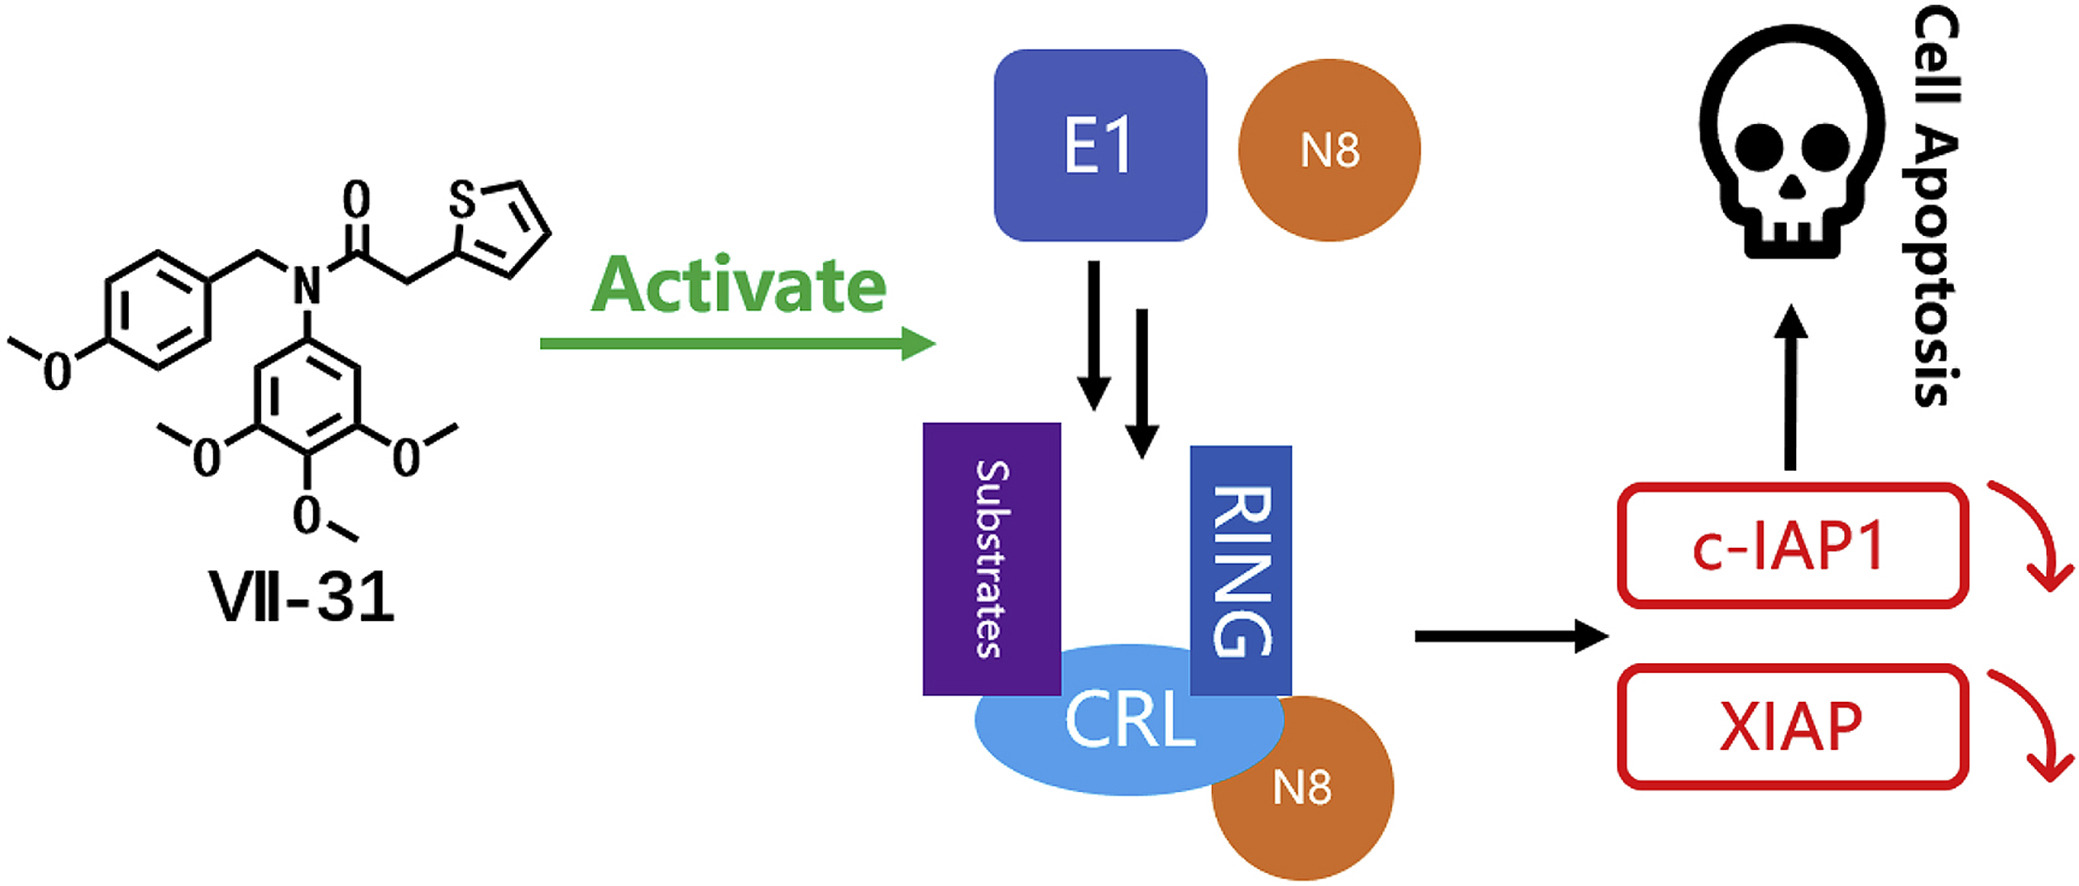 O
S
N
O
O
O
O
Ⅶ-31
Activate
E1
N8
Substrates
RING
CRL
N8
c-IAP1
XIAP
Cell Apoptosis